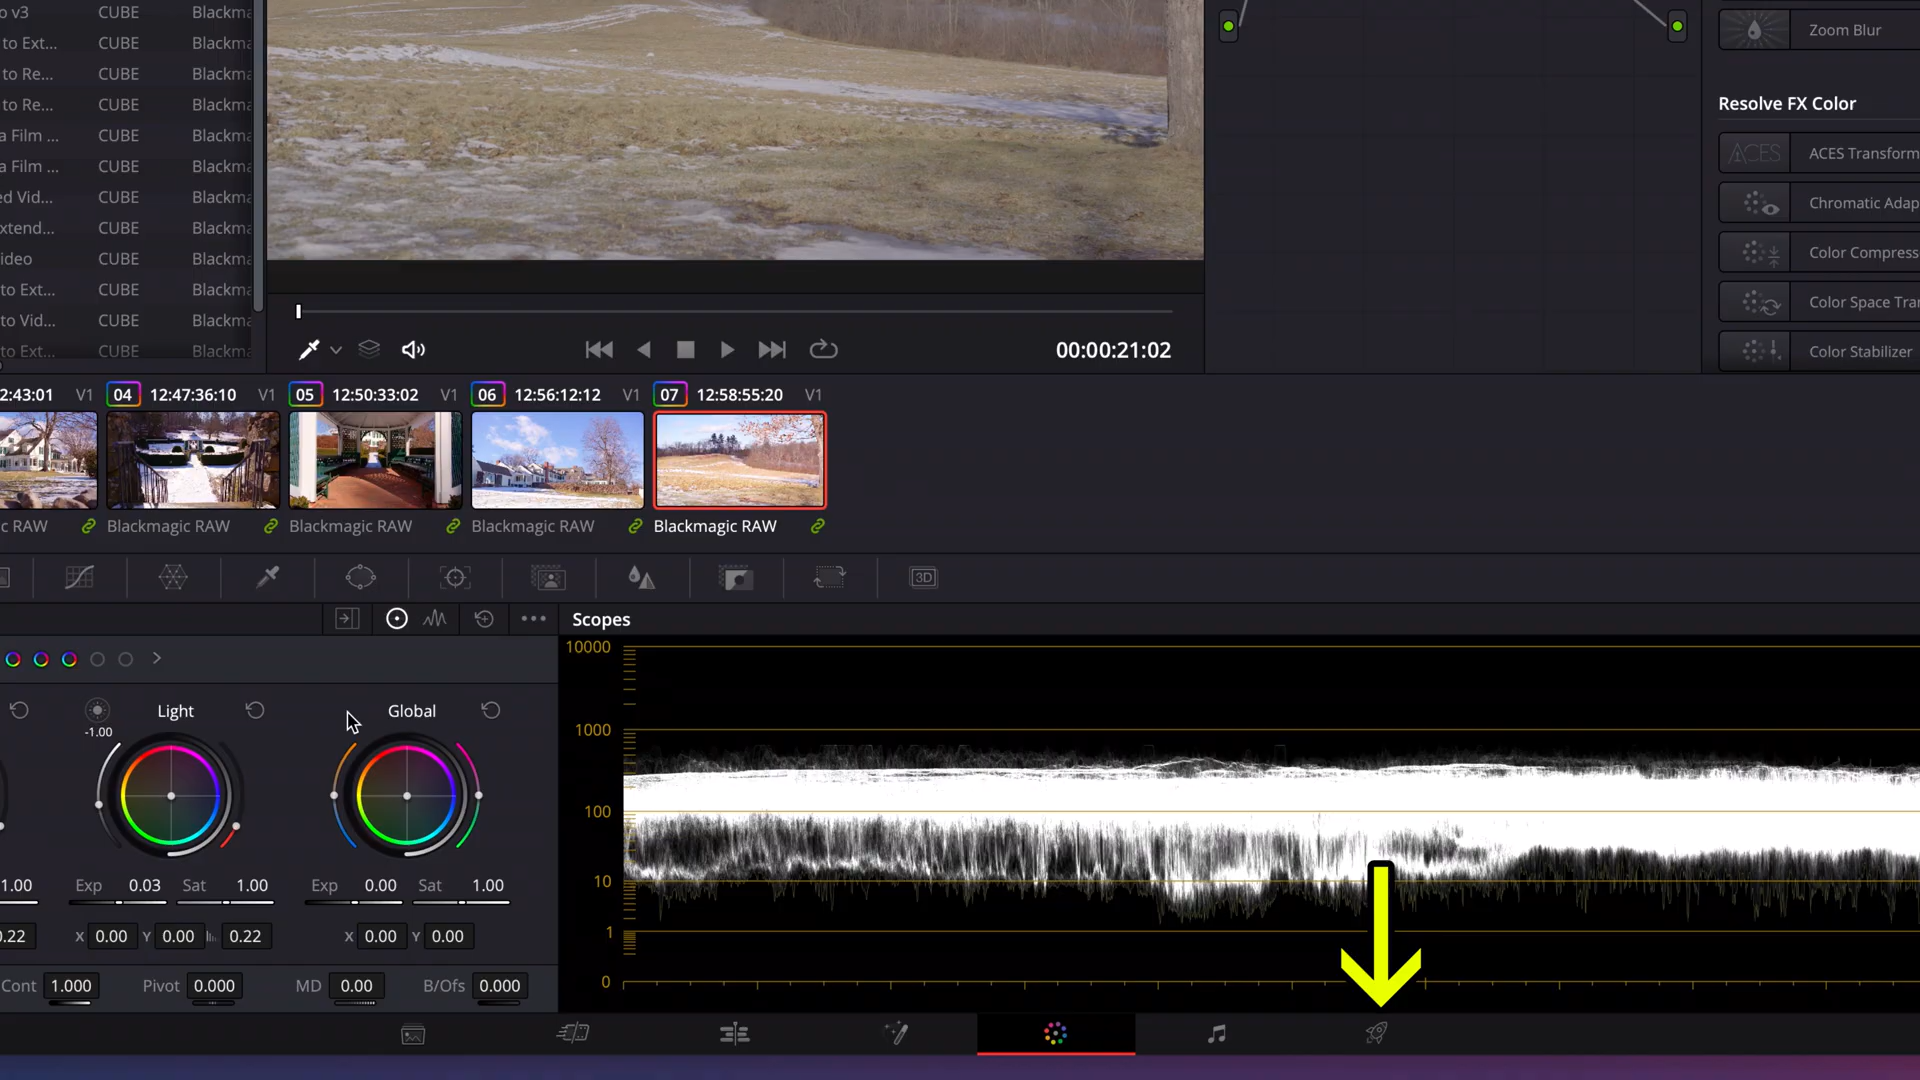 o v3 CUBE Blackma
to Ext... CUBE Blackma
to Re... CUBE Blackma
to Re... CUBE Blackma
a Film ... CUBE Blackma
a Film ... CUBE Blackma
ed Vid... CUBE Blackma
xtend... CUBE Blackma
ideo CUBE Blackma
to Ext... CUBE Blackma
to Vid... CUBE Blackma
to Ext... CUBE Blackma
Zoom Blur
Resolve FX Color
ACES ACES Transform
Chromatic Adap
Color Compress
Color Space Tran
Color Stabilizer
00:00:21:02
2:43:01 V1 04 12:47:36:10 V1 05 12:50:33:02 V1 06 12:56:12:12 V1 07 12:58:55:20 V1
c RAW Blackmagic RAW Blackmagic RAW Blackmagic RAW Blackmagic RAW
3D
Scopes
Light Global
-1.00
1.00 Exp 0.03 Sat 1.00 Exp 0.00 Sat 1.00
0.22 X 0.00 Y 0.00 0.22 X 0.00 Y 0.00
Cont 1.000 Pivot 0.000 MD 0.00 B/Ofs 0.000
10000
1000
100
10
1
0